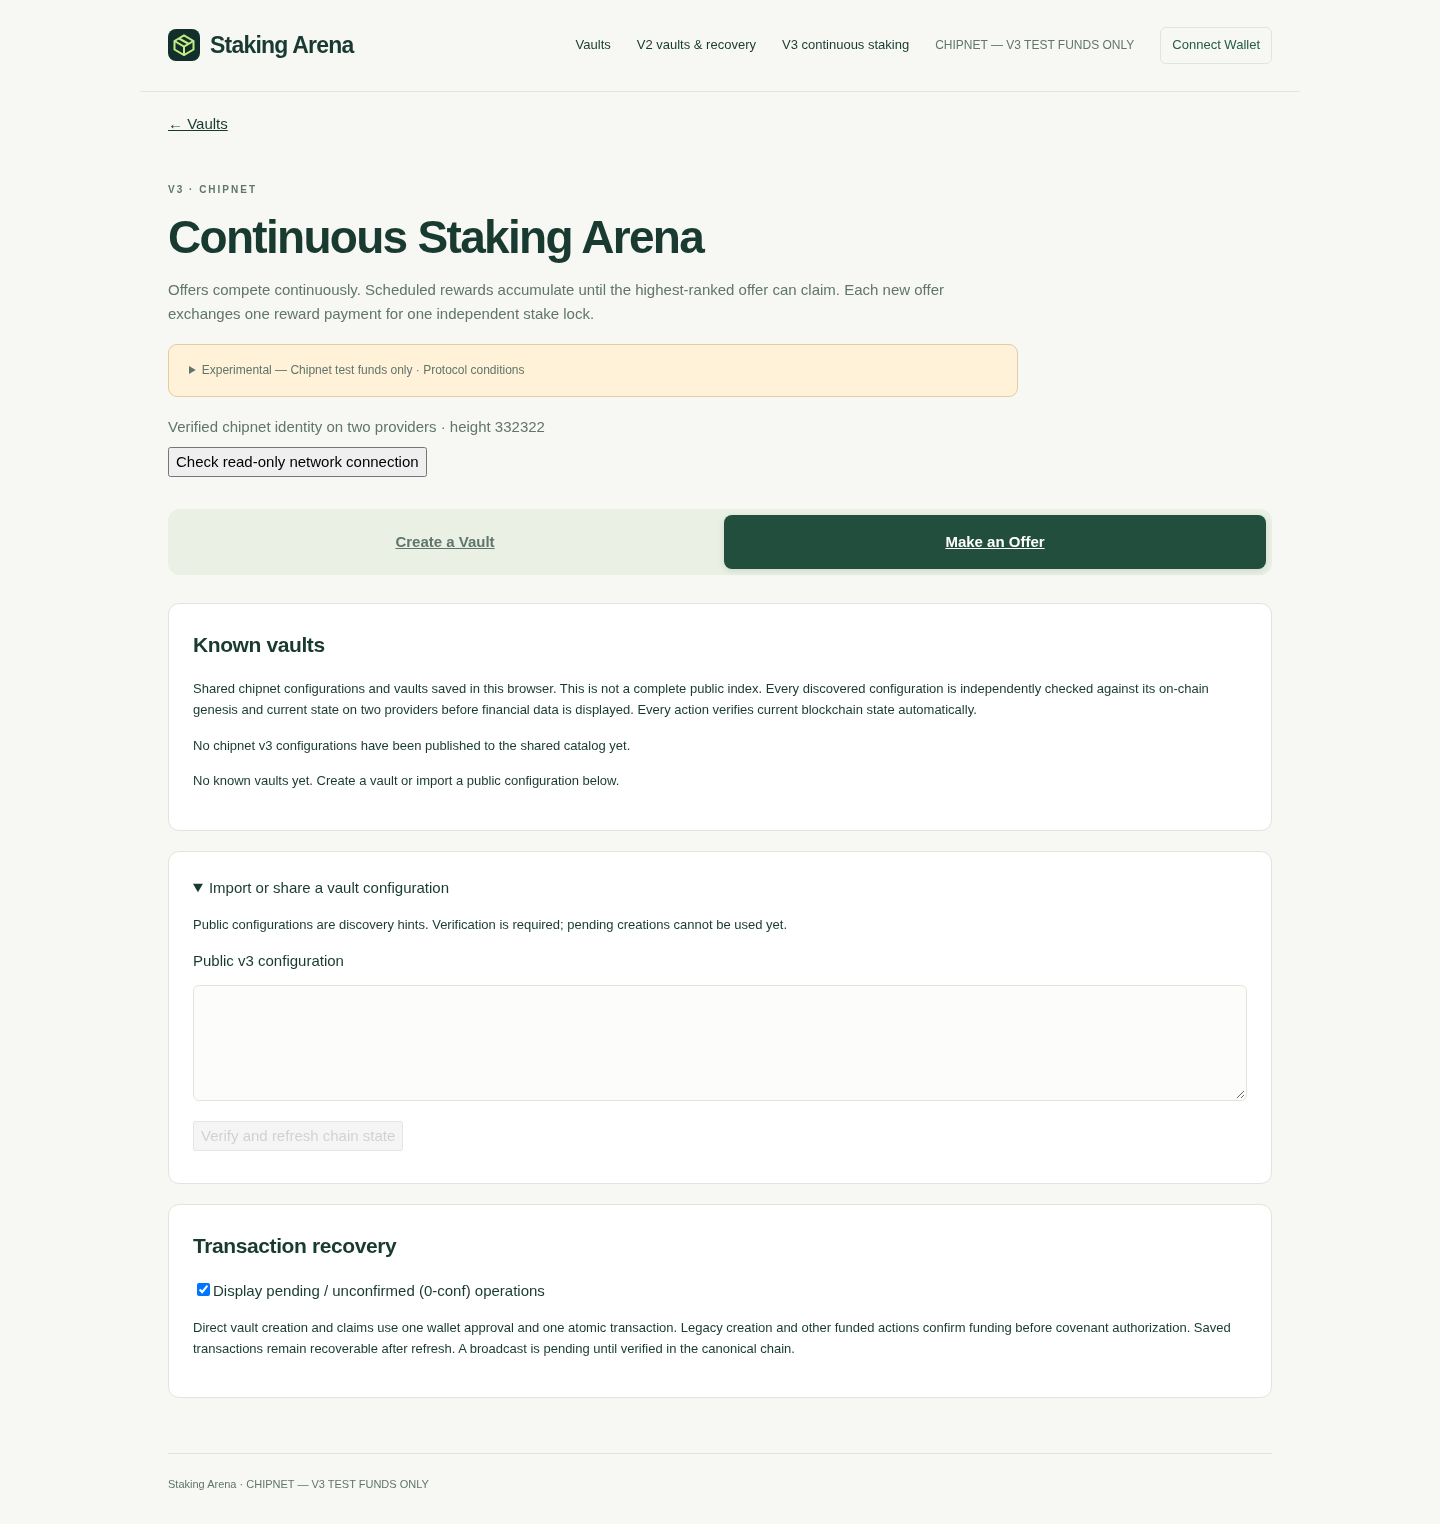 Staking Arena
Vaults
V2 vaults & recovery
V3 continuous staking
CHIPNET — V3 TEST FUNDS ONLY
Connect Wallet
← Vaults
V3 · CHIPNET
Continuous Staking Arena
Offers compete continuously. Scheduled rewards accumulate until the highest-ranked offer can claim. Each new offer
exchanges one reward payment for one independent stake lock.
Experimental — Chipnet test funds only · Protocol conditions
Verified chipnet identity on two providers · height 332322
Check read-only network connection
Create a Vault
Make an Offer
Known vaults
Shared chipnet configurations and vaults saved in this browser. This is not a complete public index. Every discovered configuration is independently checked against its on-chain
genesis and current state on two providers before financial data is displayed. Every action verifies current blockchain state automatically.
No chipnet v3 configurations have been published to the shared catalog yet.
No known vaults yet. Create a vault or import a public configuration below.
Import or share a vault configuration
Public configurations are discovery hints. Verification is required; pending creations cannot be used yet.
Public v3 configuration
Verify and refresh chain state
Transaction recovery
Display pending / unconfirmed (0-conf) operations
Direct vault creation and claims use one wallet approval and one atomic transaction. Legacy creation and other funded actions confirm funding before covenant authorization. Saved
transactions remain recoverable after refresh. A broadcast is pending until verified in the canonical chain.
Staking Arena · CHIPNET — V3 TEST FUNDS ONLY